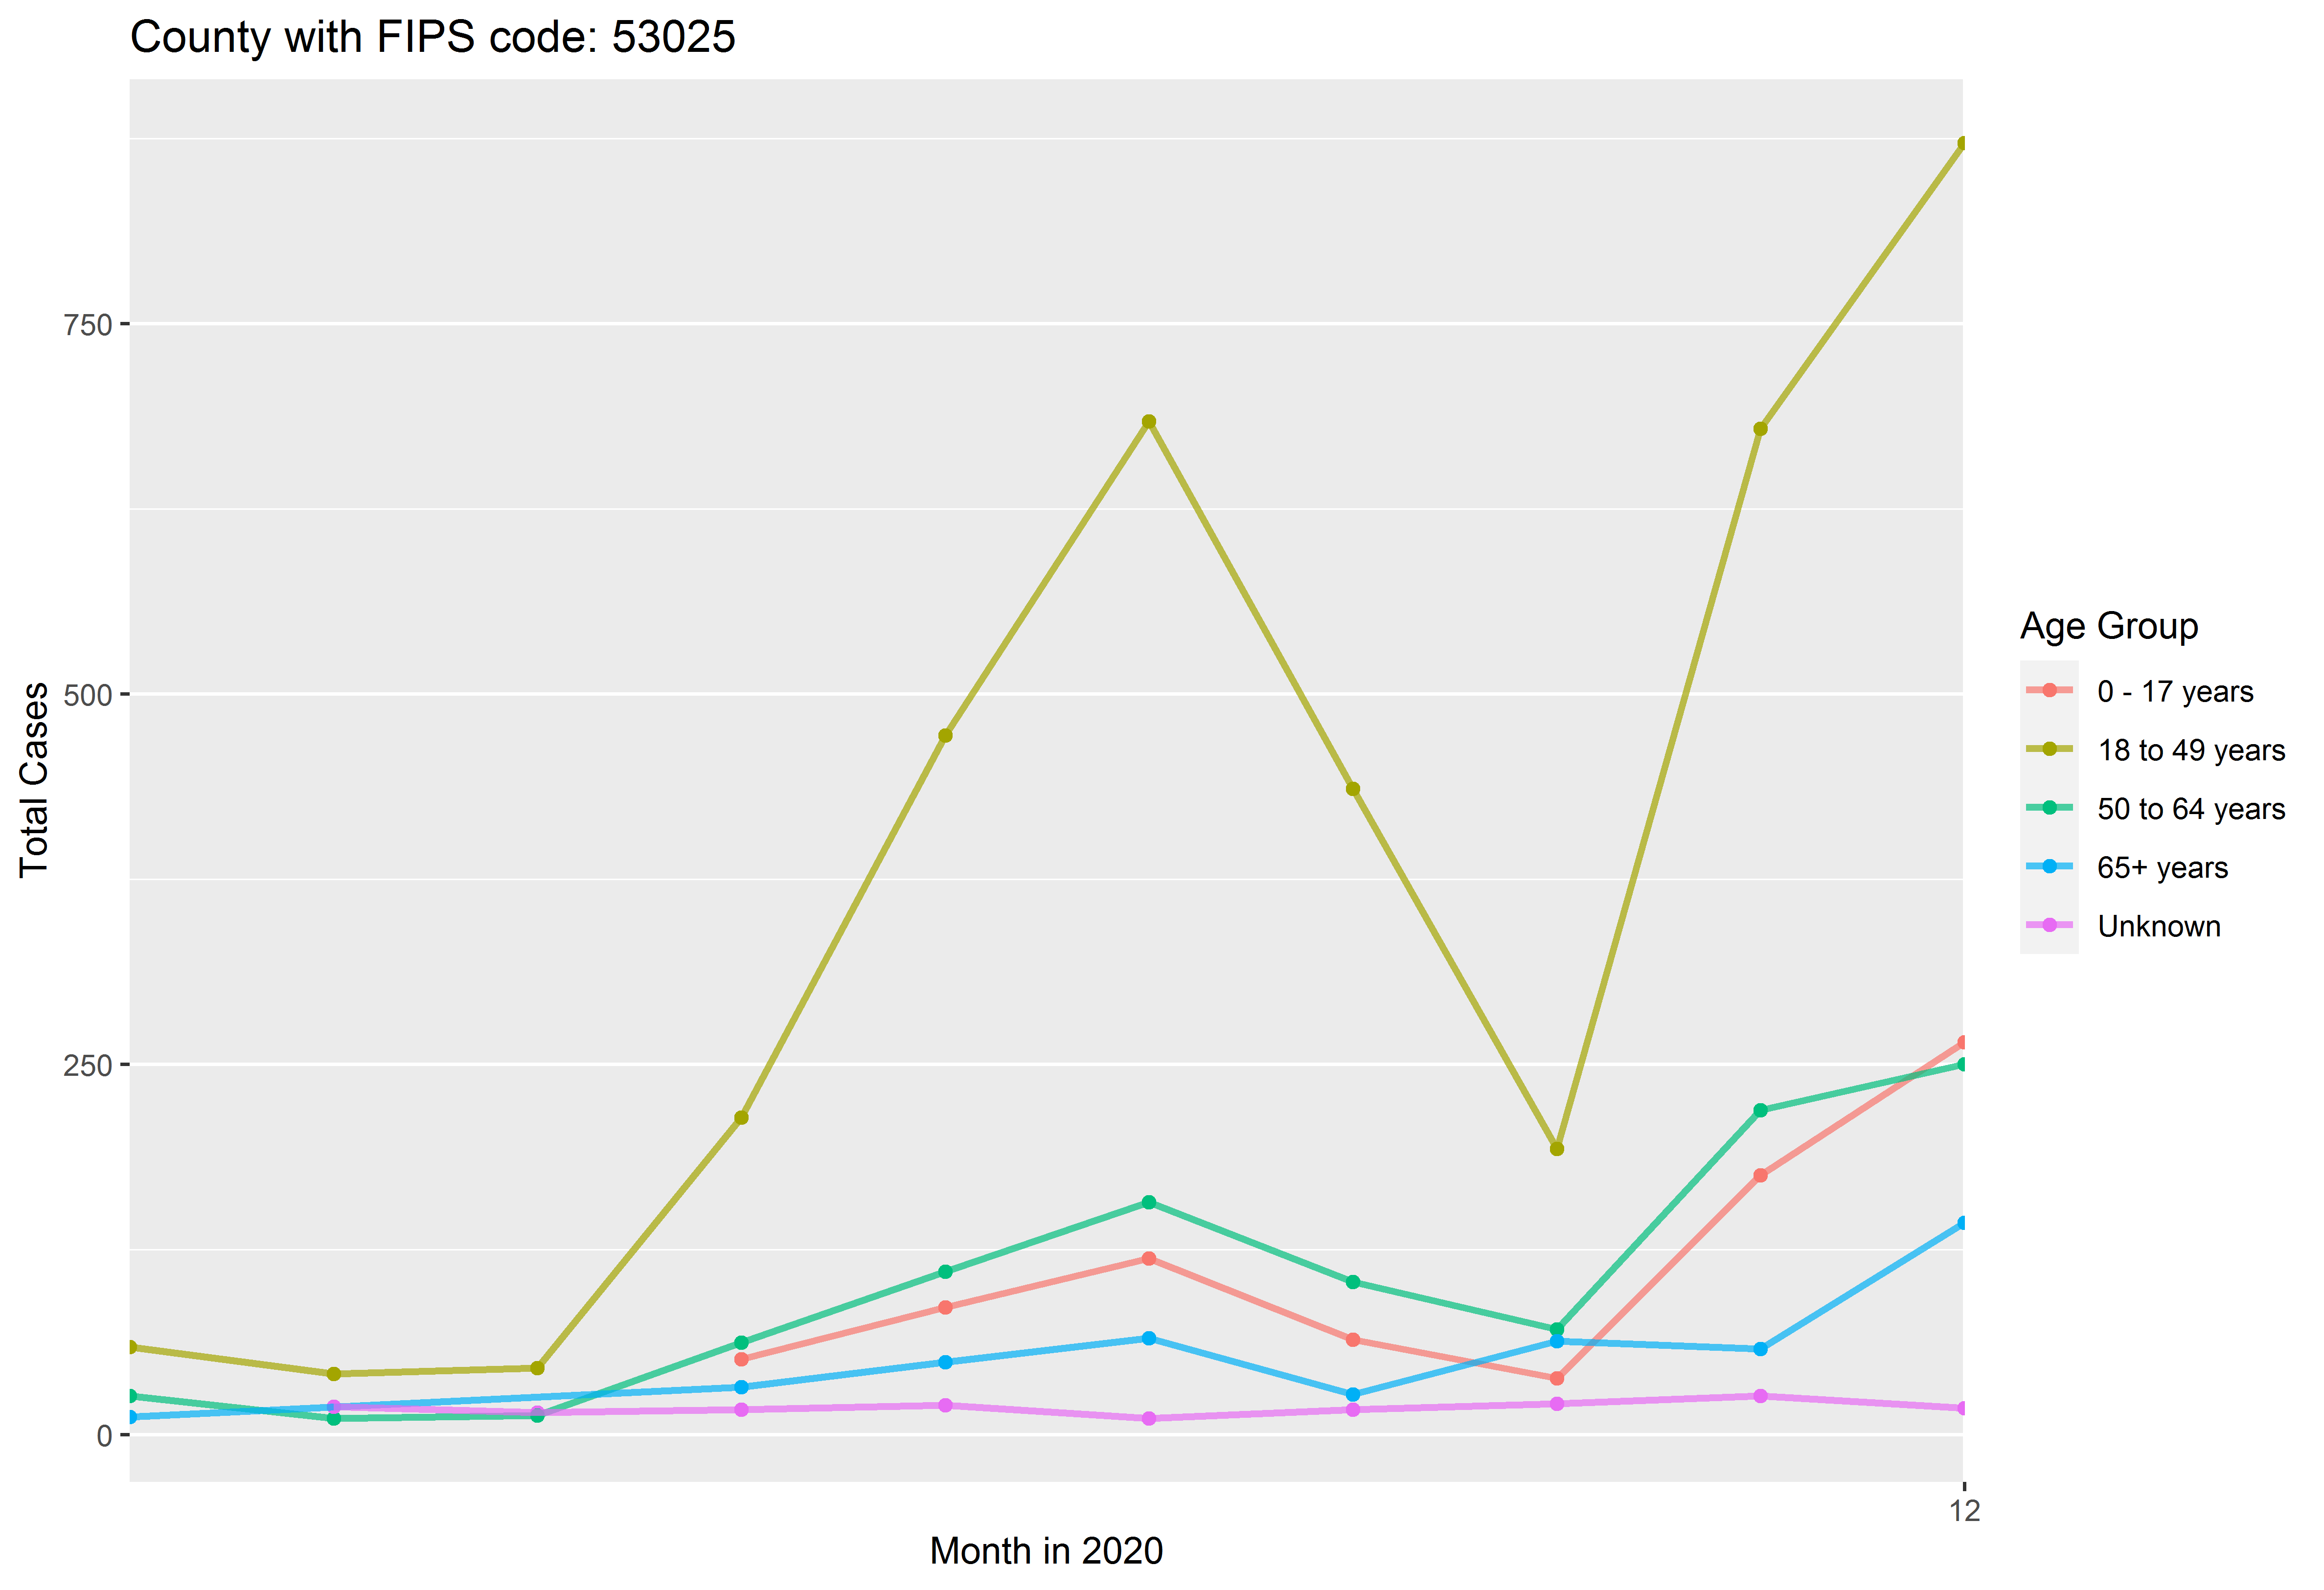 County with FIPS code: 53025
Total Cases
750
500
250
0
12
Month in 2020
Age Group
0 - 17 years
18 to 49 years
50 to 64 years
65+ years
Unknown